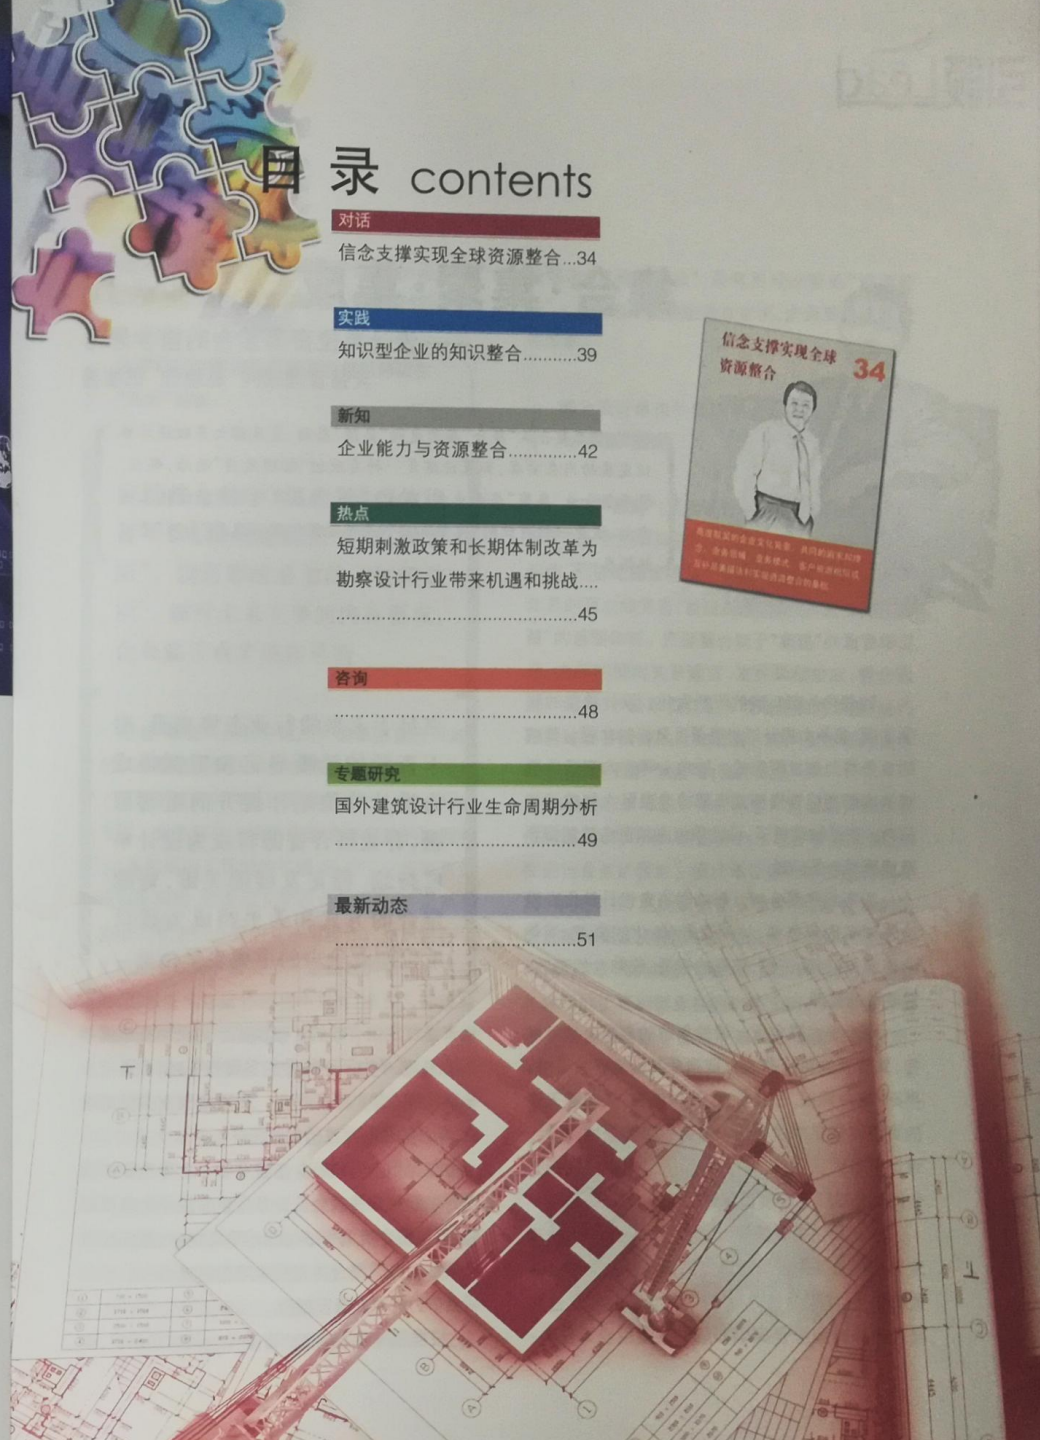 目录 contents
对话
信念支撑实现全球资源整合...34
实践
知识型企业的知识整合...........39
新知
企业能力与资源整合..............42
热点
短期刺激政策和长期体制改革为
勘察设计行业带来机遇和挑战....
.................................................45
咨询
.................................................48
专题研究
国外建筑设计行业生命周期分析
.................................................49
最新动态
.................................................51
信念支撑实现全球
资源整合
34